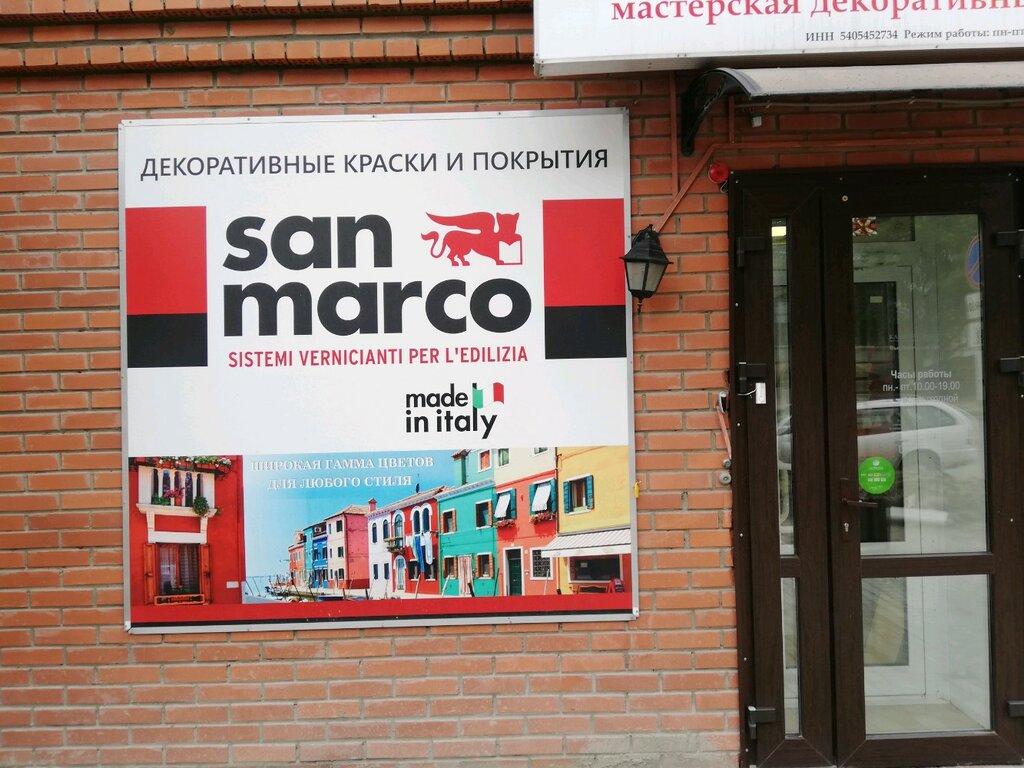 мастерская декоративн
ИНН 5405452734 Режим работы: пн-пт
ДЕКОРАТИВНЫЕ КРАСКИ И ПОКРЫТИЯ
san
marco
SISTEMI VERNICIANTI PER L'EDILIZIA
made
in italy
ШИРОКАЯ ГАММА ЦВЕТОВ
ДЛЯ ЛЮБОГО СТИЛЯ
Часы работы
пн.- пт.10.00-19.00